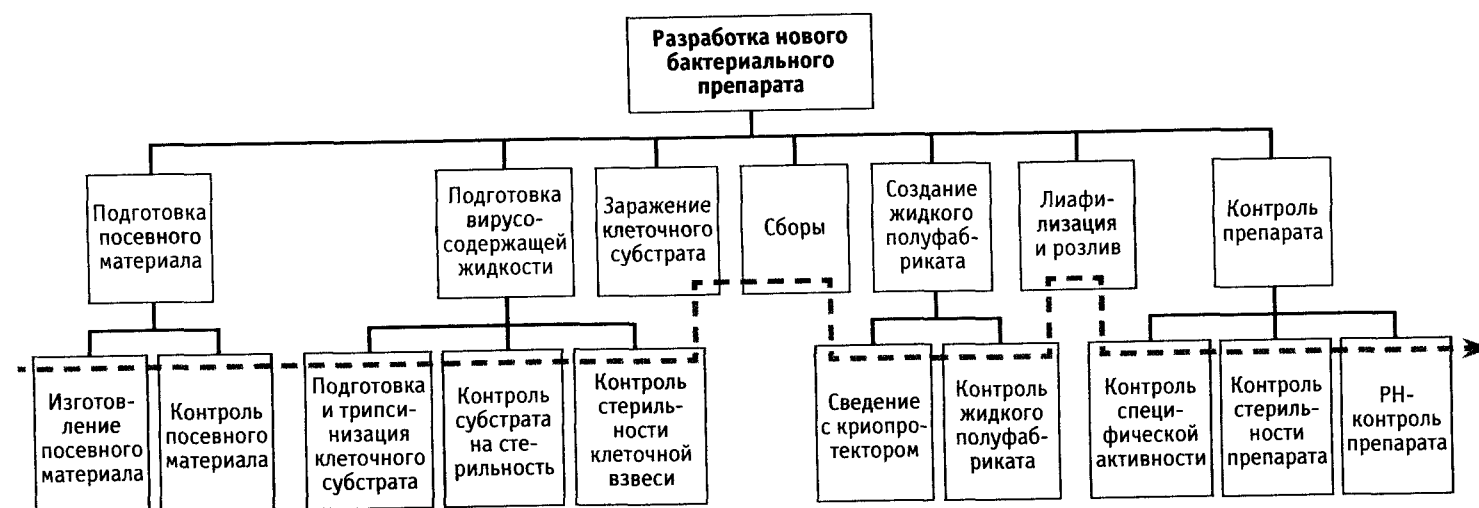 Разработка нового
бактериального
препарата
Подготовка
посевного
материала
Подготовка
вирусо-
содержащей
жидкости
Заражение
клеточного
субстрата
Сборы
Создание
жидкого
полуфаб-
риката
Лиафи-
лизация
и розлив
Контроль
препарата
Изготов-
ление
посевного
материала
Контроль
посевного
материала
Подготовка
и трипси-
низация
клеточного
субстрата
Контроль
субстрата
на сте-
рильность
Контроль
стериль-
ности
клеточной
взвеси
Сведение
с криопро-
тектором
Контроль
жидкого
полуфаб-
риката
Контроль
специ-
фической
активности
Контроль
стериль-
ности
препарата
РН-
контроль
препарата